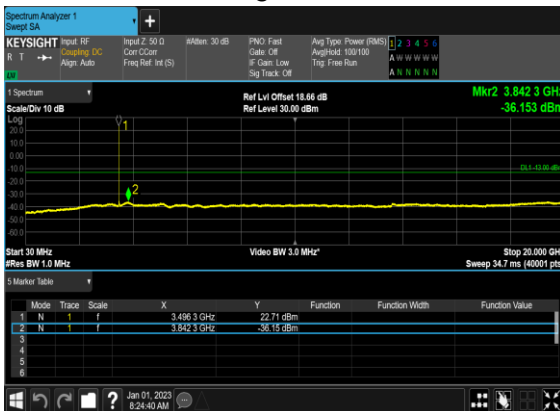 Spectrum Analyzer 1
Swept SA
+
KEYSIGHT Input: RF Input Z: 50 Ω #Atten: 30 dB PNO: Fast Avg Type: Power (RMS) 1 2 3 4 5 6
R T Coupling: DC Corr CCorr Gate: Off Avg|Hold: 100/100 A W W W W W
Align: Auto Freq Ref: Int (S) IF Gain: Low Trig: Free Run
Sig Track: Off A N N N N N
LV
1 Spectrum Ref Lvl Offset 18.66 dB Mkr2 3.842 3 GHz
Scale/Div 10 dB Ref Level 30.00 dBm -36.153 dBm
Log
20.0
10.0
0.00
-10.0
-20.0
-30.0
-40.0
-50.0
-60.0
1
2
DL1 -13.00 dBm
Start 30 MHz Video BW 3.0 MHz* Stop 20.000 GHz
#Res BW 1.0 MHz Sweep 34.7 ms (40001 pts)
5 Marker Table
Mode Trace Scale X Y Function Function Width Function Value
1 N 1 f 3.496 3 GHz 22.71 dBm
2 N 1 f 3.842 3 GHz -36.15 dBm
3
4
5
6
? Jan 01, 2023
8:24:40 AM